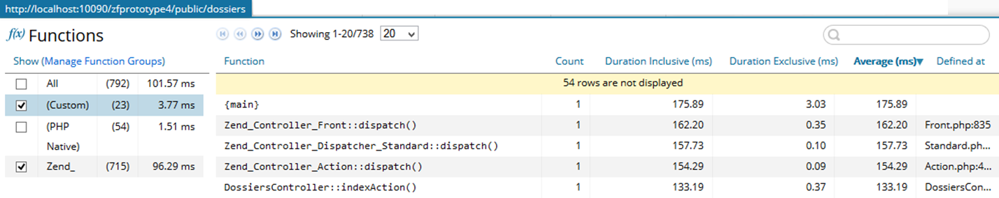 http://localhost:10090/zfprototype4/public/dossiers
f(x) Functions
Showing 1-20/738 20
Show (Manage Function Groups)
Function Count Duration Inclusive (ms) Duration Exclusive (ms) Average (ms)▼ Defined at
All (792) 101.57 ms
54 rows are not displayed
(Custom) (23) 3.77 ms
{main} 1 175.89 3.03 175.89
(PHP Native) (54) 1.51 ms
Zend_Controller_Front::dispatch() 1 162.20 0.35 162.20 Front.php:835
Zend_Controller_Dispatcher_Standard::dispatch() 1 157.73 0.10 157.73 Standard.ph...
Zend_ (715) 96.29 ms
Zend_Controller_Action::dispatch() 1 154.29 0.09 154.29 Action.php:4...
DossiersController::indexAction() 1 133.19 0.37 133.19 DossiersCon...